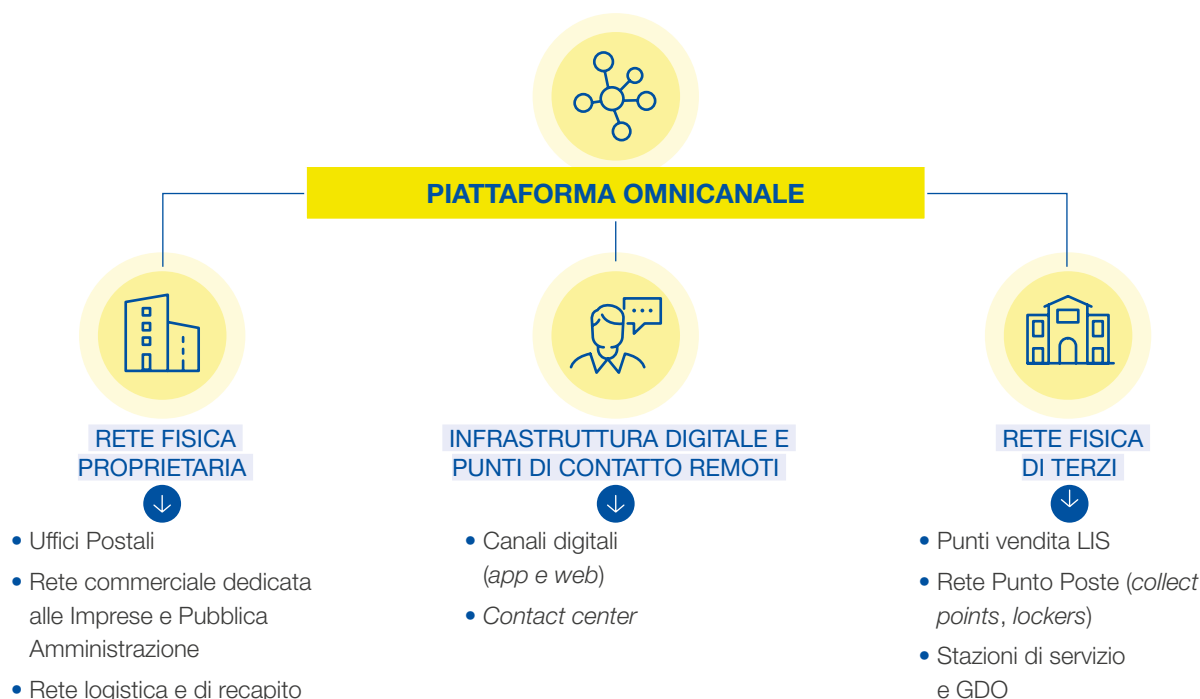 PIATTAFORMA OMNICANALE
RETE FISICA
PROPRIETARIA
• Uffici Postali
• Rete commerciale dedicata
alle Imprese e Pubblica
Amministrazione
• Rete logistica e di recapito
INFRASTRUTTURA DIGITALE E
PUNTI DI CONTATTO REMOTI
• Canali digitali
(app e web)
• Contact center
RETE FISICA
DI TERZI
• Punti vendita LIS
• Rete Punto Poste (collect
points, lockers)
• Stazioni di servizio
e GDO